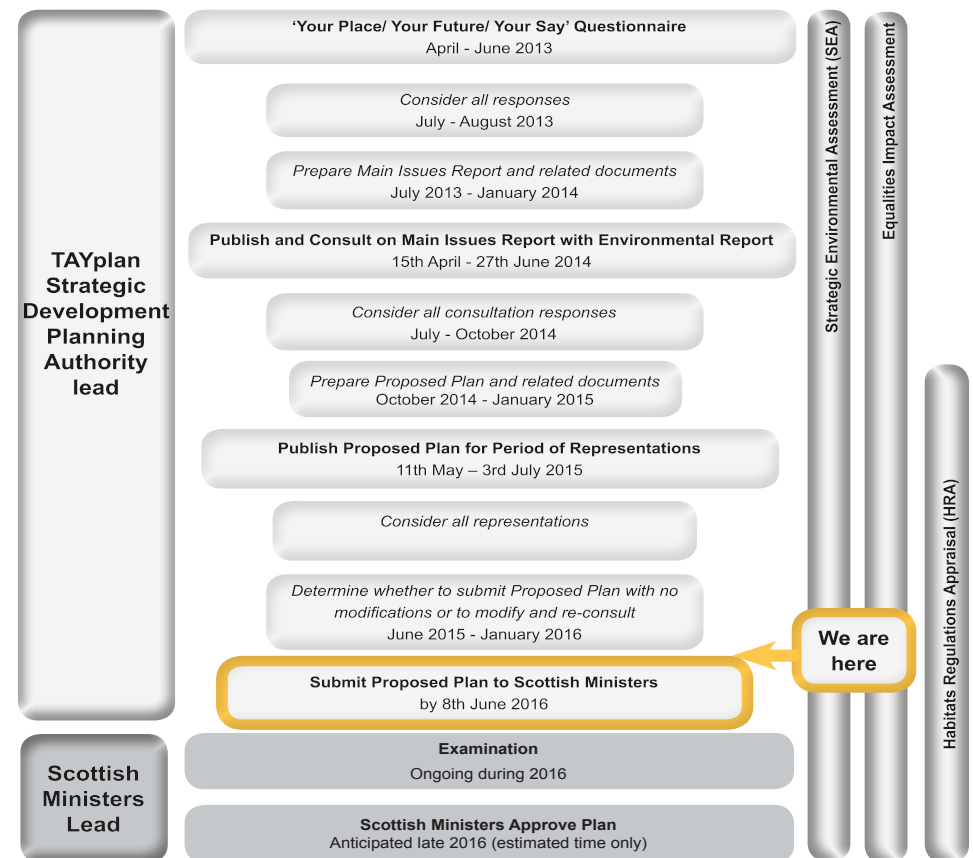 ‘Your Place/ Your Future/ Your Say’ Questionnaire
April - June 2013
Consider all responses
July - August 2013
Prepare Main Issues Report and related documents
July 2013 - January 2014
Publish and Consult on Main Issues Report with Environmental Report
15th April - 27th June 2014
Consider all consultation responses
July - October 2014
Prepare Proposed Plan and related documents
October 2014 - January 2015
Publish Proposed Plan for Period of Representations
11th May – 3rd July 2015
Consider all representations
Determine whether to submit Proposed Plan with no
modifications or to modify and re-consult
June 2015 - January 2016
Submit Proposed Plan to Scottish Ministers
by 8th June 2016
Examination
Ongoing during 2016
Scottish Ministers Approve Plan
Anticipated late 2016 (estimated time only)
TAYplan
Strategic
Development
Planning
Authority
lead
Scottish
Ministers
Lead
We are
here
Strategic Environmental Assessment (SEA)
Equalities Impact Assessment
Habitats Regulations Appraisal (HRA)